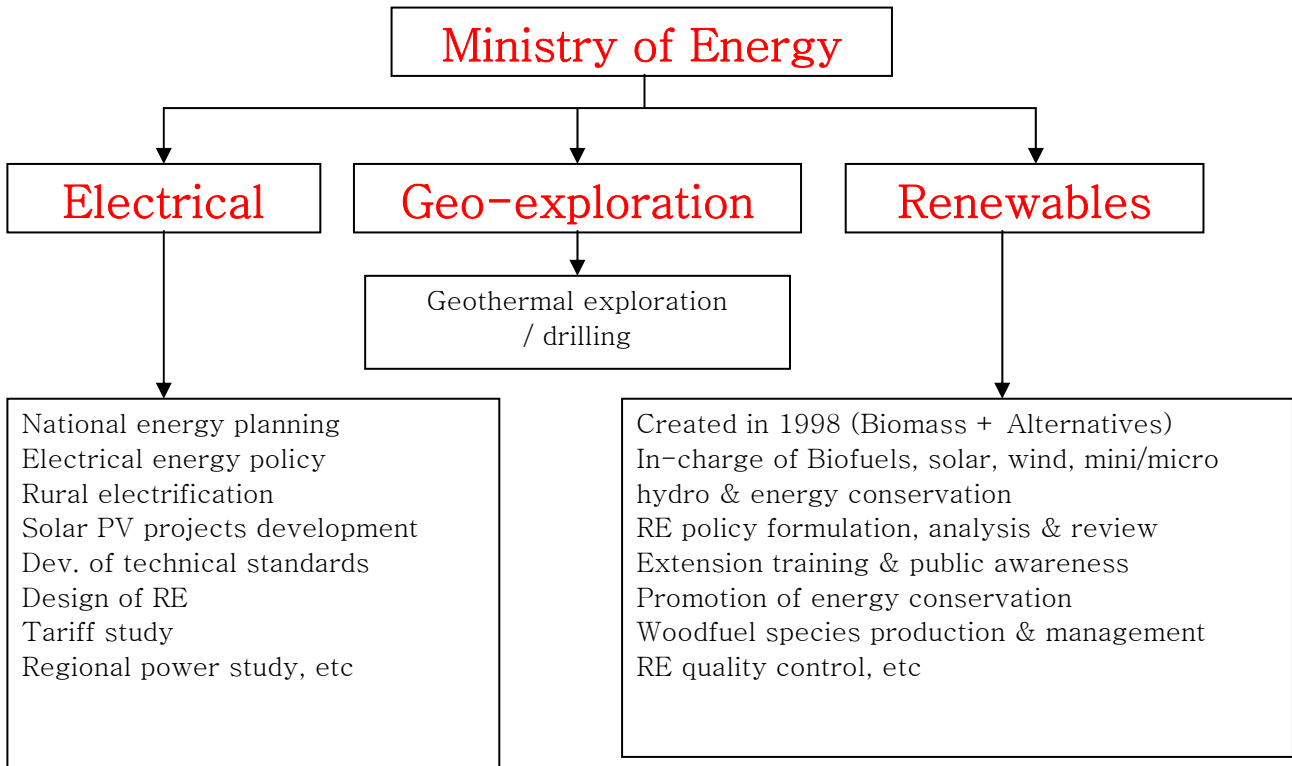 Ministry of Energy
Electrical
Geo-exploration
Renewables
Geothermal exploration
/ drilling
National energy planning
Electrical energy policy
Rural electrification
Solar PV projects development
Dev. of technical standards
Design of RE
Tariff study
Regional power study, etc
Created in 1998 (Biomass + Alternatives)
In-charge of Biofuels, solar, wind, mini/micro
hydro & energy conservation
RE policy formulation, analysis & review
Extension training & public awareness
Promotion of energy conservation
Woodfuel species production & management
RE quality control, etc